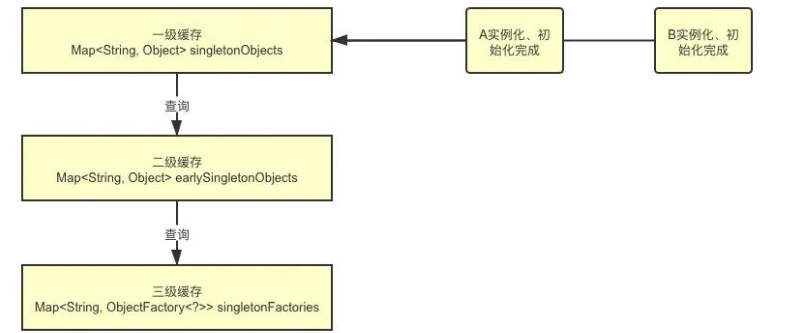 一级缓存
Map<String, Object> singletonObjects
A实例化、初
始化完成
B实例化、初
始化完成
查询
二级缓存
Map<String, Object> earlySingletonObjects
查询
三级缓存
Map<String, ObjectFactory<?>> singletonFactories